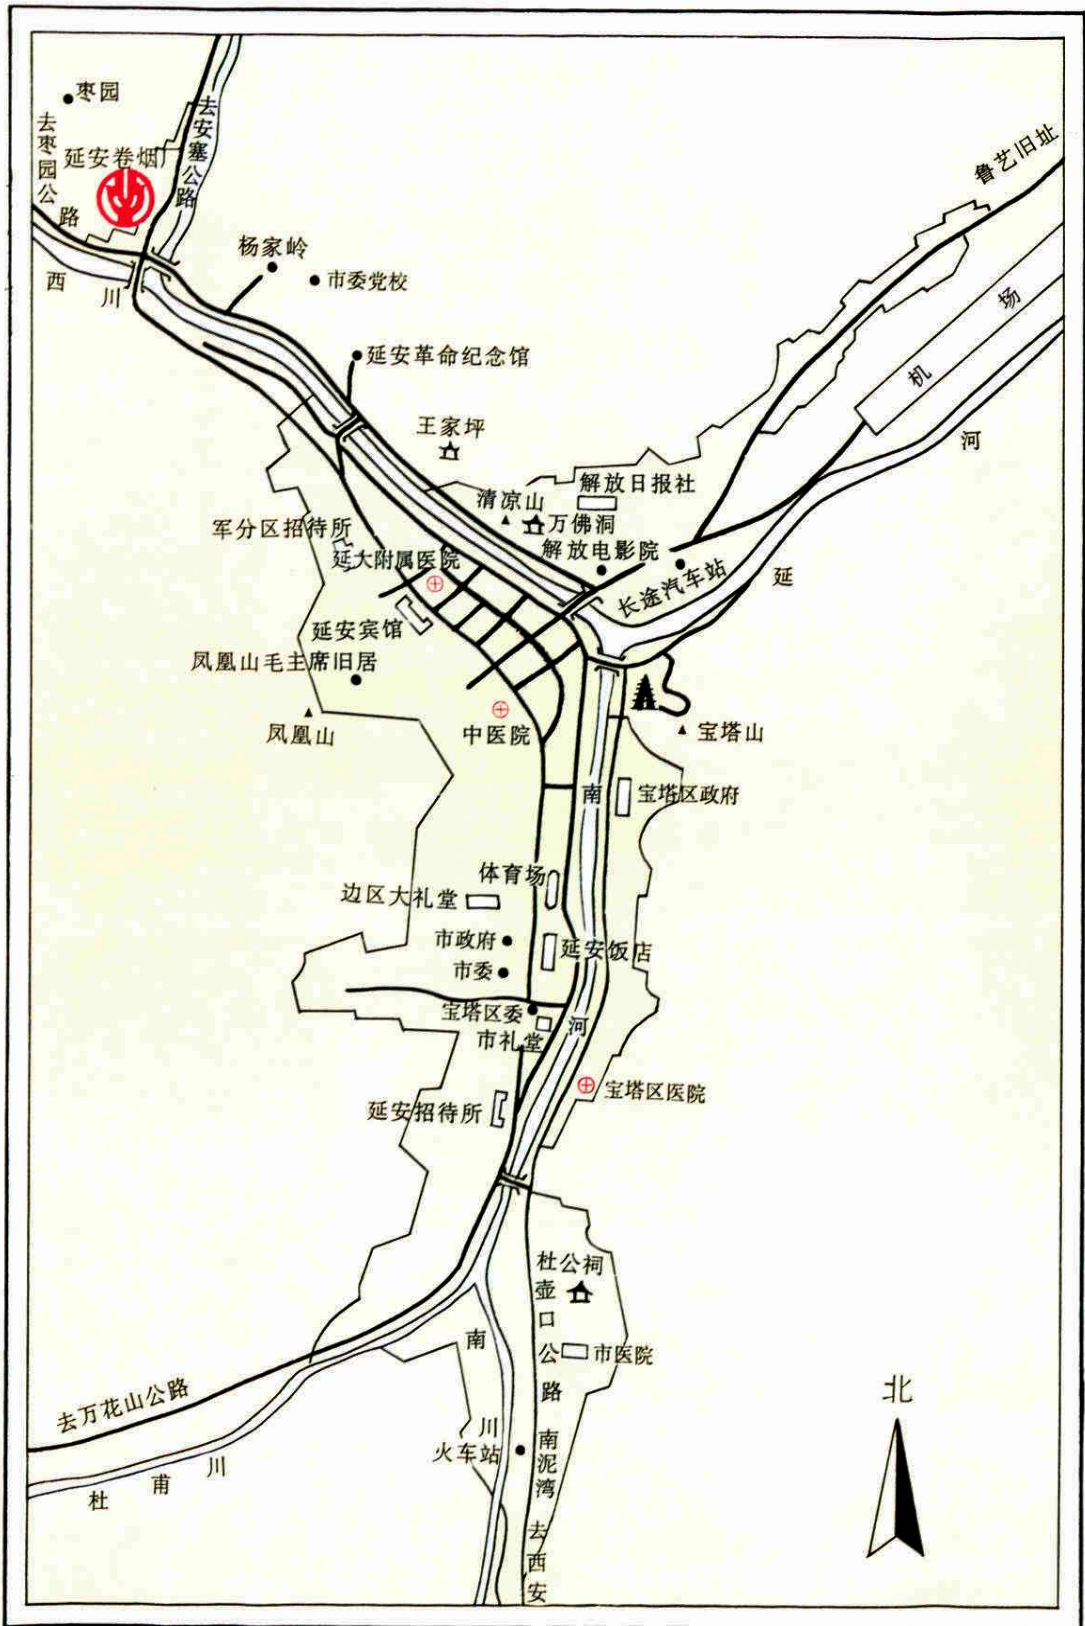 枣园
去枣园公路
延安卷烟厂
去安塞公路
西川
杨家岭
市委党校
延安革命纪念馆
王家坪
鲁艺旧址
机场
清凉山
解放日报社
万佛洞
解放电影院
长途汽车站
延河
军分区招待所
延大附属医院
延安宾馆
凤凰山毛主席旧居
凤凰山
中医院
宝塔山
南河
宝塔区政府
体育场
边区大礼堂
市政府
市委
延安饭店
宝塔区委
市礼堂
延安招待所
宝塔区医院
杜公祠
壶口公路
市医院
南川
火车站
南泥湾
去西安
去万花山公路
杜甫川
北